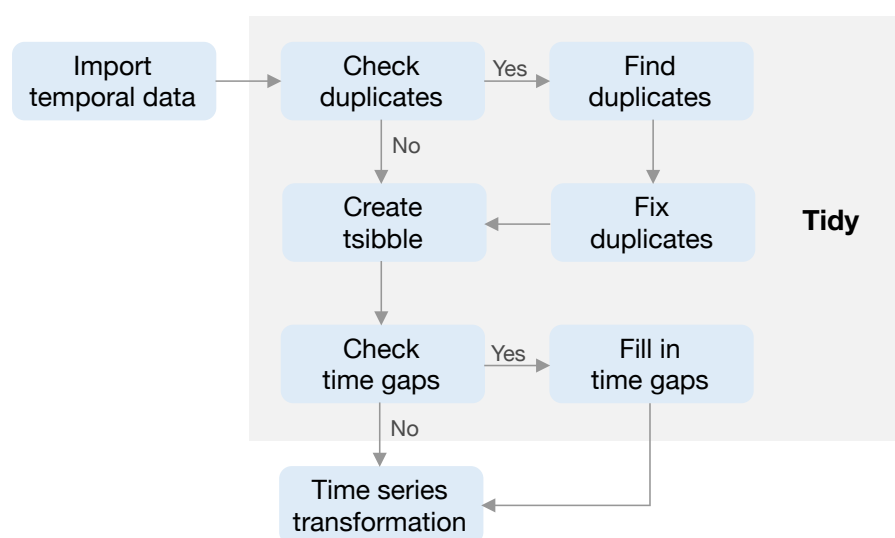 Import
temporal data
Check
duplicates
Yes
Find
duplicates
No
Create
tsibble
Fix
duplicates
Tidy
Check
time gaps
Yes
Fill in
time gaps
No
Time series
transformation